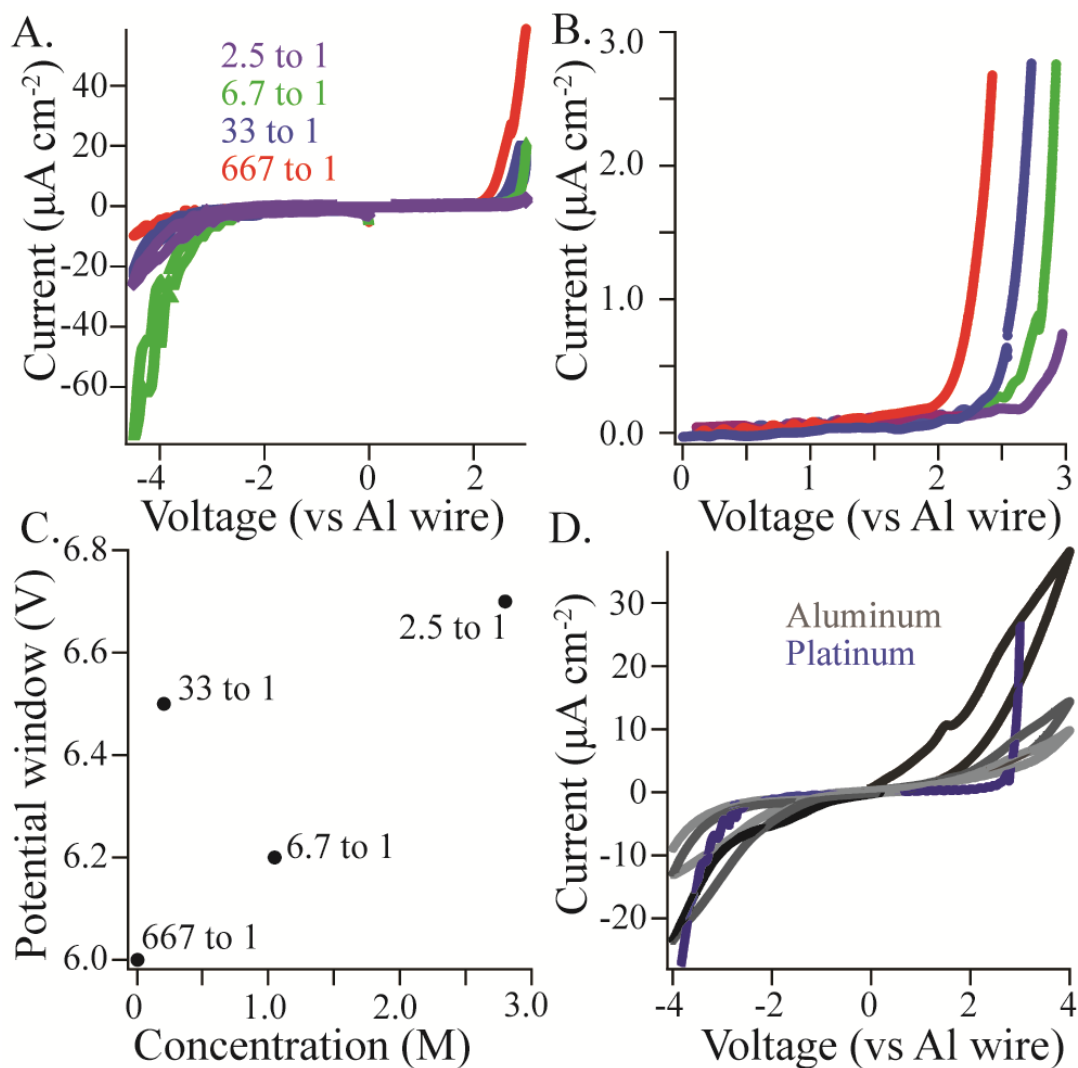 A.
2.5 to 1
6.7 to 1
33 to 1
667 to 1
40
20
0
-20
-40
-60
Current (μA cm-2)
-4
-2
0
2
Voltage (vs Al wire)
B.
3.0
2.0
1.0
0.0
Current (μA cm-2)
0
1
2
3
Voltage (vs Al wire)
C.
6.8
6.6
6.4
6.2
6.0
Potential window (V)
2.5 to 1
33 to 1
6.7 to 1
667 to 1
0
1.0
2.0
3.0
Concentration (M)
D.
Aluminum
Platinum
30
20
10
0
-10
-20
Current (μA cm-2)
-4
-2
0
2
4
Voltage (vs Al wire)